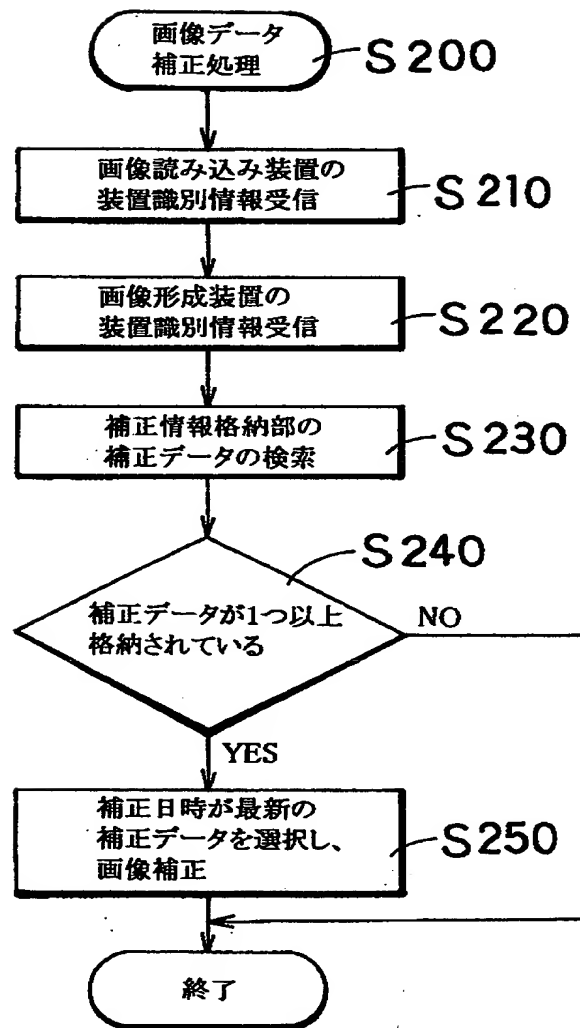 画像データ
補正処理
S200
画像読み込み装置の
装置識別情報受信
S210
画像形成装置の
装置識別情報受信
S220
補正情報格納部の
補正データの検索
S230
S240
補正データが1つ以上
格納されている
NO
YES
補正日時が最新の
補正データを選択し、
画像補正
S250
終了